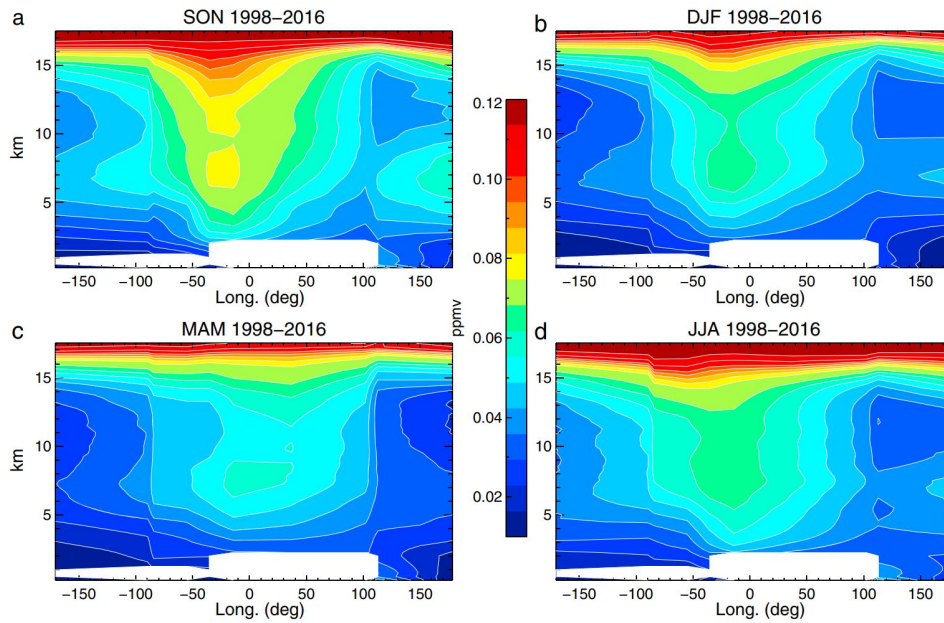 a
SON 1998−2016
b
DJF 1998−2016
15
10
5
km
−150 −100 −50 0 50 100 150
Long. (deg)
0.12
0.10
0.08
0.06
0.04
0.02
ppmv
15
10
5
−150 −100 −50 0 50 100 150
Long. (deg)
c
MAM 1998−2016
d
JJA 1998−2016
15
10
5
km
−150 −100 −50 0 50 100 150
Long. (deg)
15
10
5
−150 −100 −50 0 50 100 150
Long. (deg)